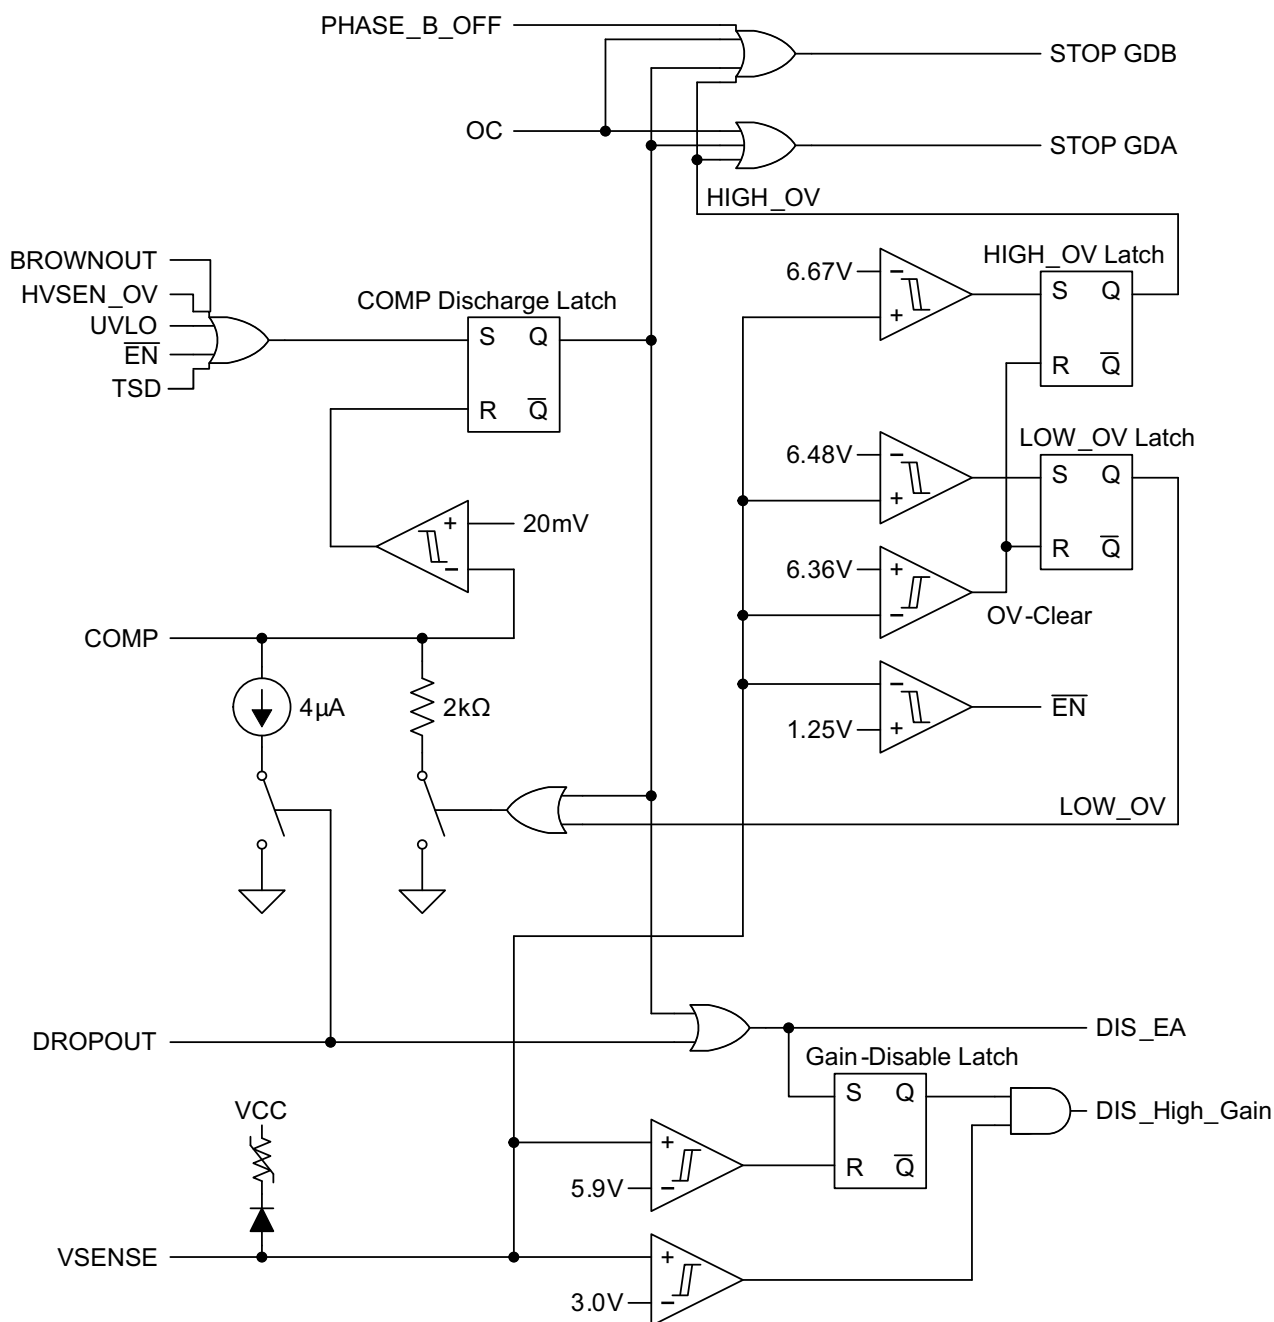 PHASE_B_OFF
STOP GDB
OC
STOP GDA
HIGH_OV
BROWNOUT
HVSEN_OV
UVLO
E̅N̅
TSD
COMP Discharge Latch
S Q
R Q̅
6.67V
−
+
HIGH_OV Latch
S Q
R Q̅
6.48V
−
+
LOW_OV Latch
S Q
R Q̅
+
20mV
−
6.36V
+
−
OV-Clear
COMP
4µA
2kΩ
−
1.25V
+
E̅N̅
LOW_OV
DROPOUT
DIS_EA
Gain-Disable Latch
S Q
R Q̅
DIS_High_Gain
VCC
+
5.9V
−
VSENSE
+
3.0V
−